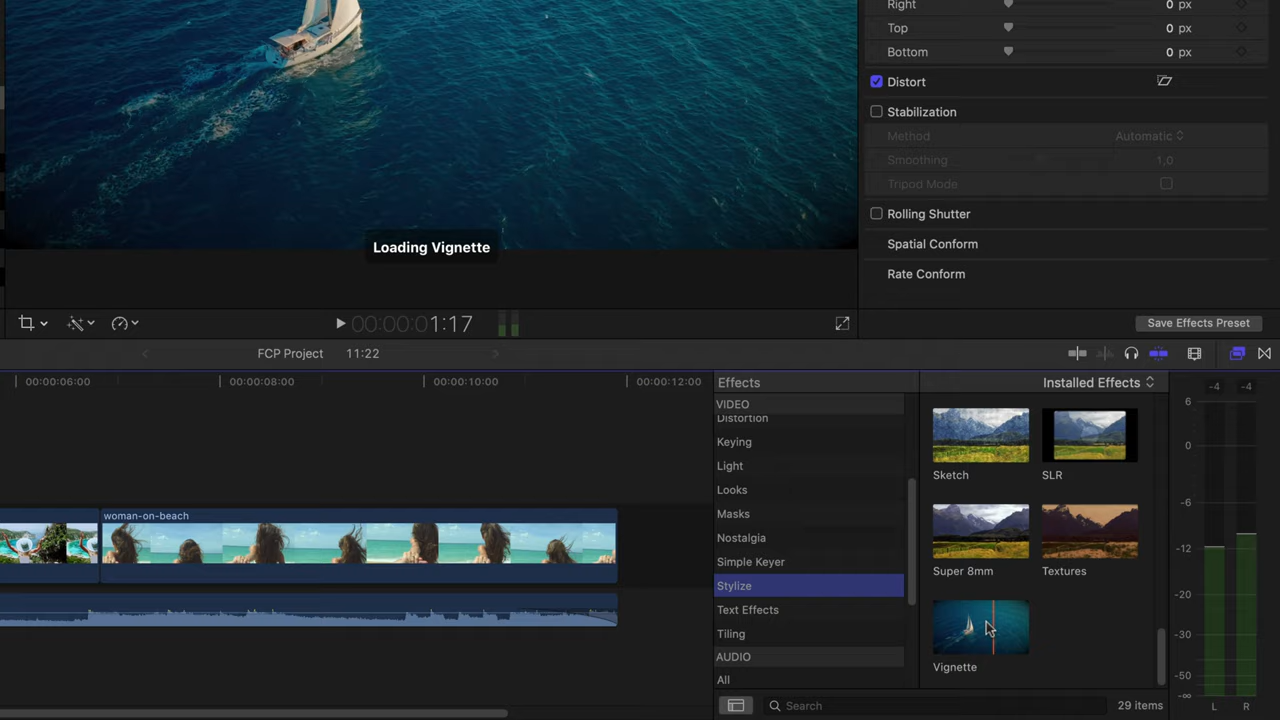 Right 0 px
Top 0 px
Bottom 0 px
Distort
Stabilization
Method Automatic
Smoothing 1,0
Tripod Mode
Rolling Shutter
Spatial Conform
Rate Conform
Loading Vignette
00:00:00:01:17
Save Effects Preset
FCP Project 11:22
00:00:06:00
00:00:08:00
00:00:10:00
00:00:12:00
woman-on-beach
Effects
VIDEO
Distortion
Keying
Light
Looks
Masks
Nostalgia
Simple Keyer
Stylize
Text Effects
Tiling
AUDIO
All
Installed Effects
Sketch
SLR
Super 8mm
Textures
Vignette
Search
29 items
-4 -4
6
0
-6
-12
-20
-30
-50
-∞
L R